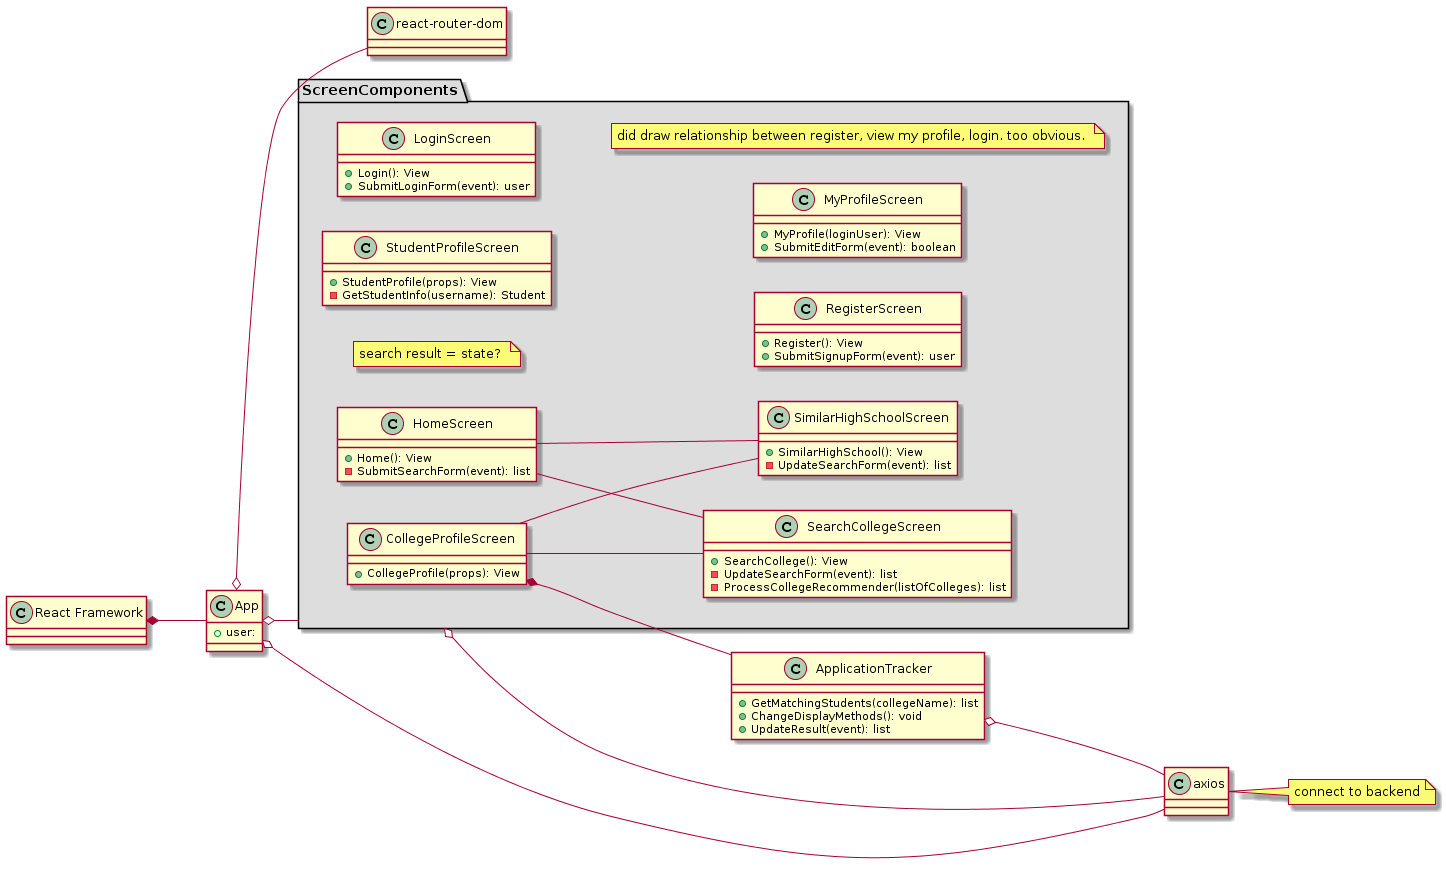 C react-router-dom
ScreenComponents
C LoginScreen
Login(): View
SubmitLoginForm(event): user
did draw relationship between register, view my profile, login. too obvious.
C StudentProfileScreen
StudentProfile(props): View
GetStudentInfo(username): Student
C MyProfileScreen
MyProfile(loginUser): View
SubmitEditForm(event): boolean
search result = state?
C RegisterScreen
Register(): View
SubmitSignupForm(event): user
C HomeScreen
Home(): View
SubmitSearchForm(event): list
C SimilarHighSchoolScreen
SimilarHighSchool(): View
UpdateSearchForm(event): list
C CollegeProfileScreen
CollegeProfile(props): View
C SearchCollegeScreen
SearchCollege(): View
UpdateSearchForm(event): list
ProcessCollegeRecommender(listOfColleges): list
C React Framework
C App
user:
C ApplicationTracker
GetMatchingStudents(collegeName): list
ChangeDisplayMethods(): void
UpdateResult(event): list
C axios
connect to backend